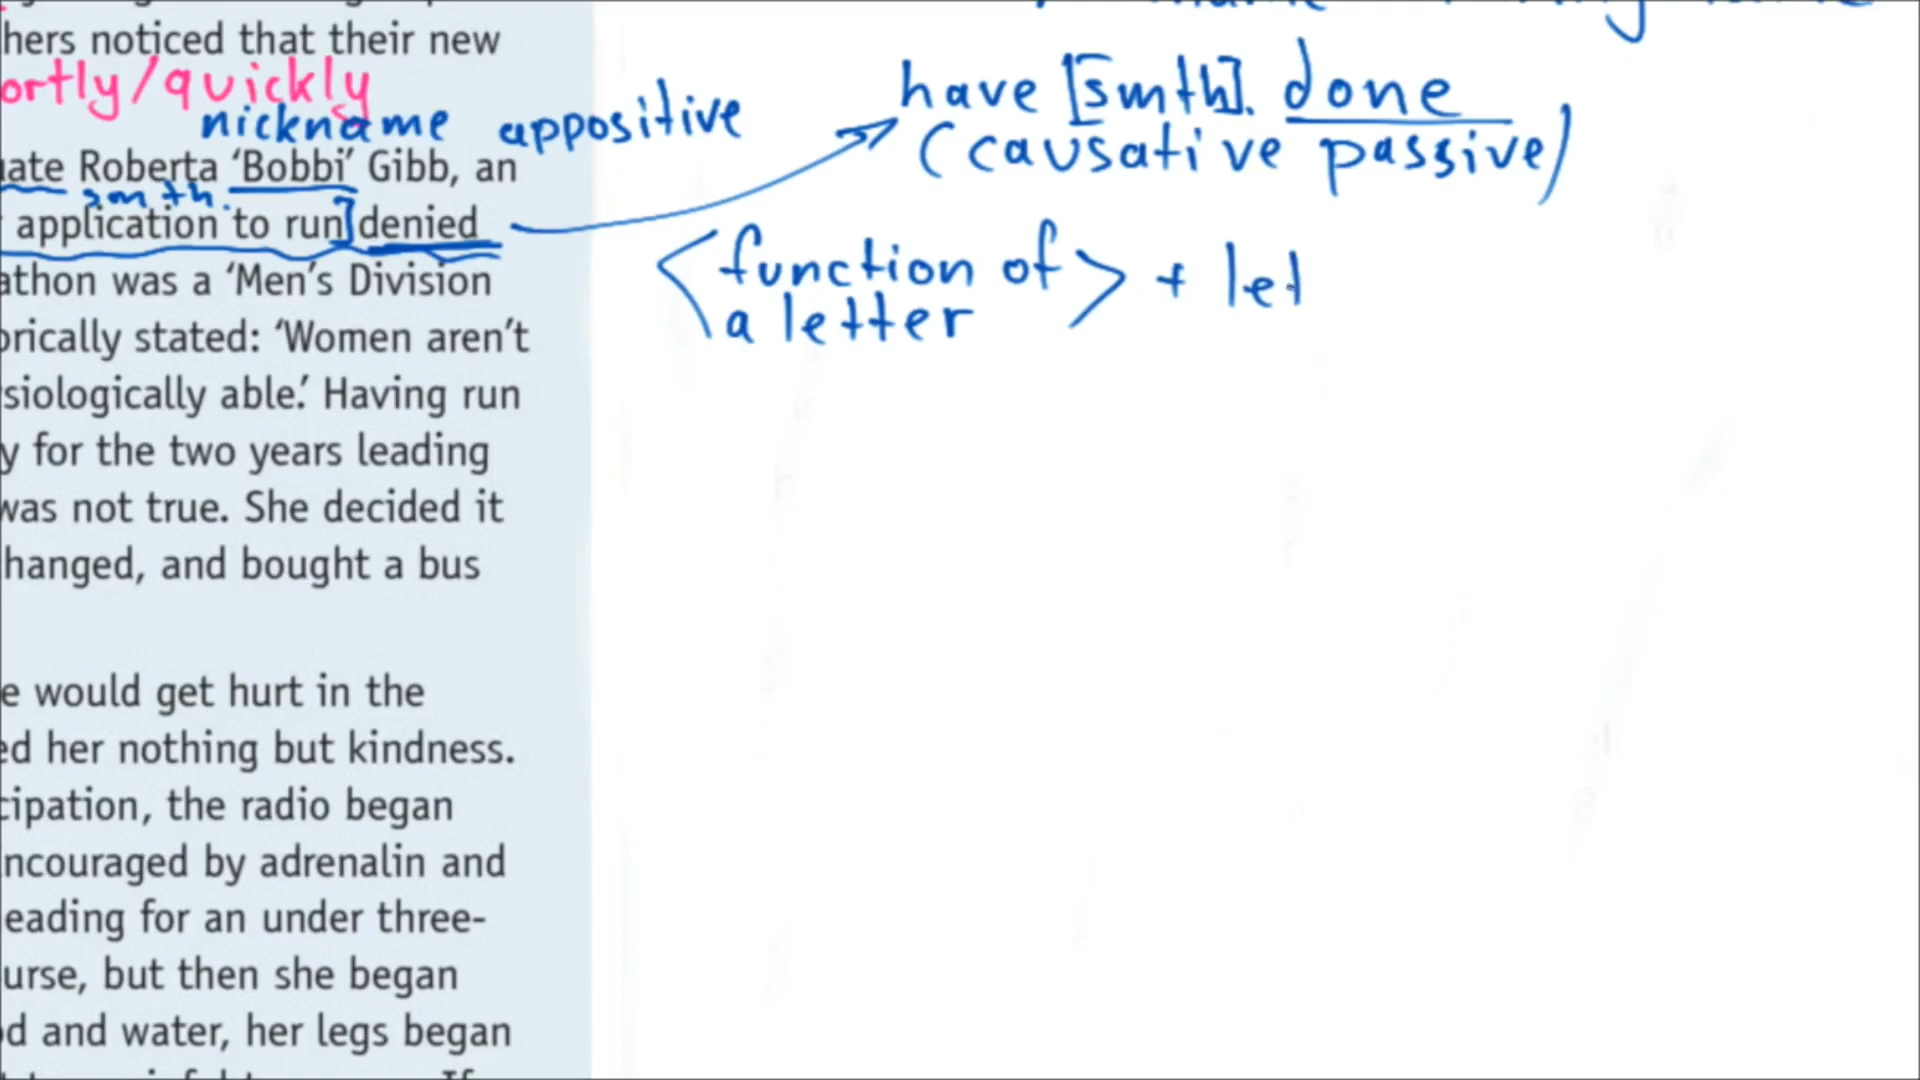 hers noticed that their new
ortly/quickly
nickname appositive
uate Roberta ‘Bobbi’ Gibb, an
smth.
application to run] denied
athon was a ‘Men’s Division
orically stated: ‘Women aren’t
siologically able.’ Having run
y for the two years leading
was not true. She decided it
hanged, and bought a bus
e would get hurt in the
ed her nothing but kindness.
cipation, the radio began
ncouraged by adrenalin and
eading for an under three-
urse, but then she began
od and water, her legs began
have [smth]. done
(causative passive)
<function of
a letter> + let